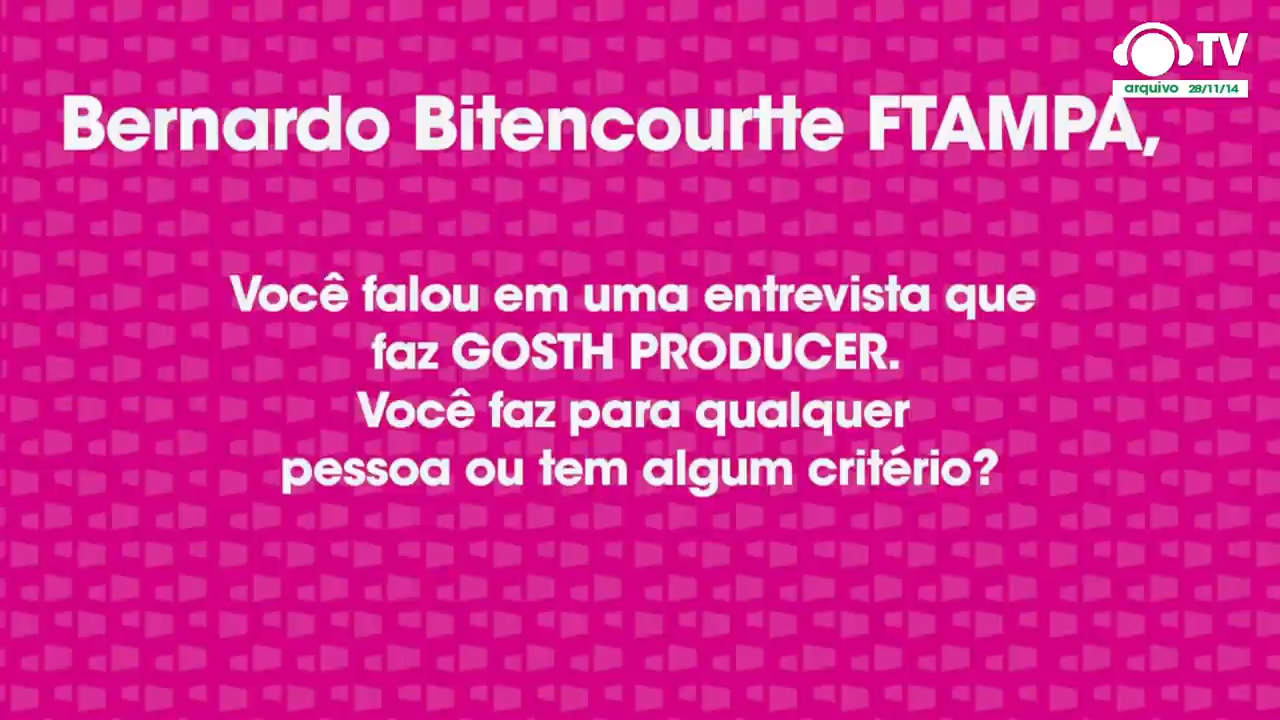 TV
arquivo 28/11/14
Bernardo Bitencourtte FTAMPA,
Você falou em uma entrevista que
faz GOSTH PRODUCER.
Você faz para qualquer
pessoa ou tem algum critério?